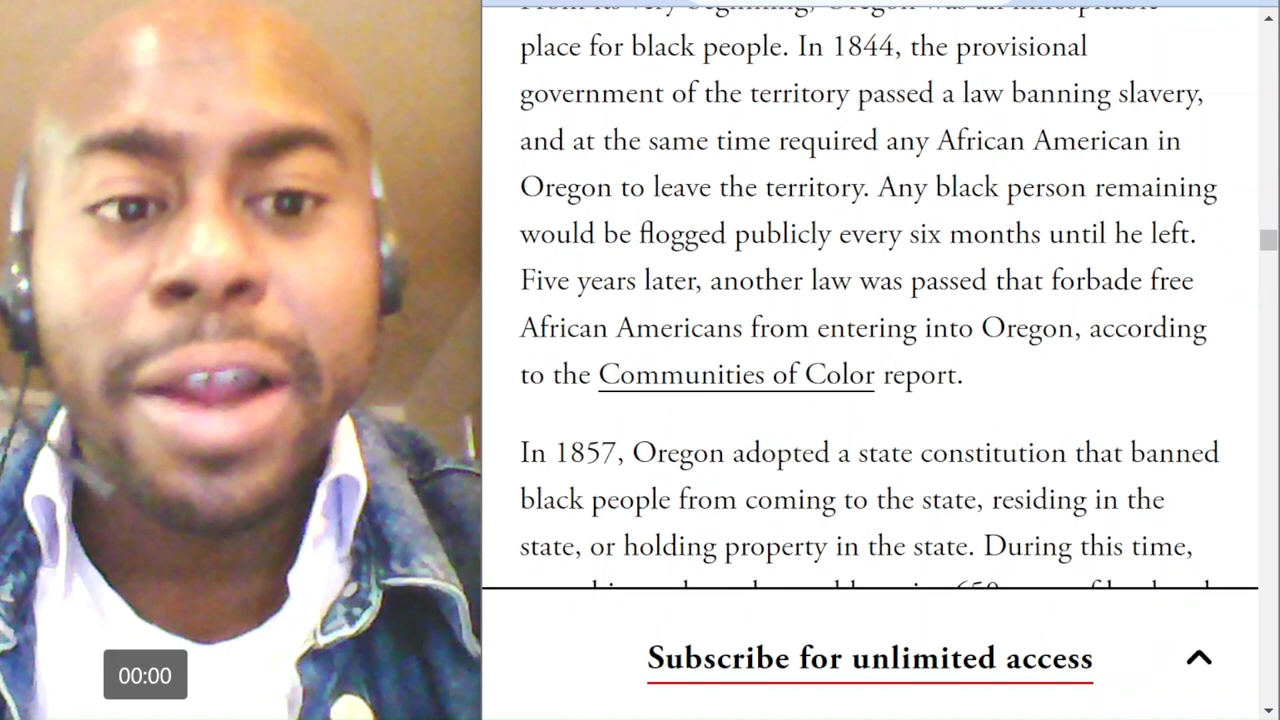 place for black people. In 1844, the provisional
government of the territory passed a law banning slavery,
and at the same time required any African American in
Oregon to leave the territory. Any black person remaining
would be flogged publicly every six months until he left.
Five years later, another law was passed that forbade free
African Americans from entering into Oregon, according
to the Communities of Color report.
In 1857, Oregon adopted a state constitution that banned
black people from coming to the state, residing in the
state, or holding property in the state. During this time,
Subscribe for unlimited access
00:00